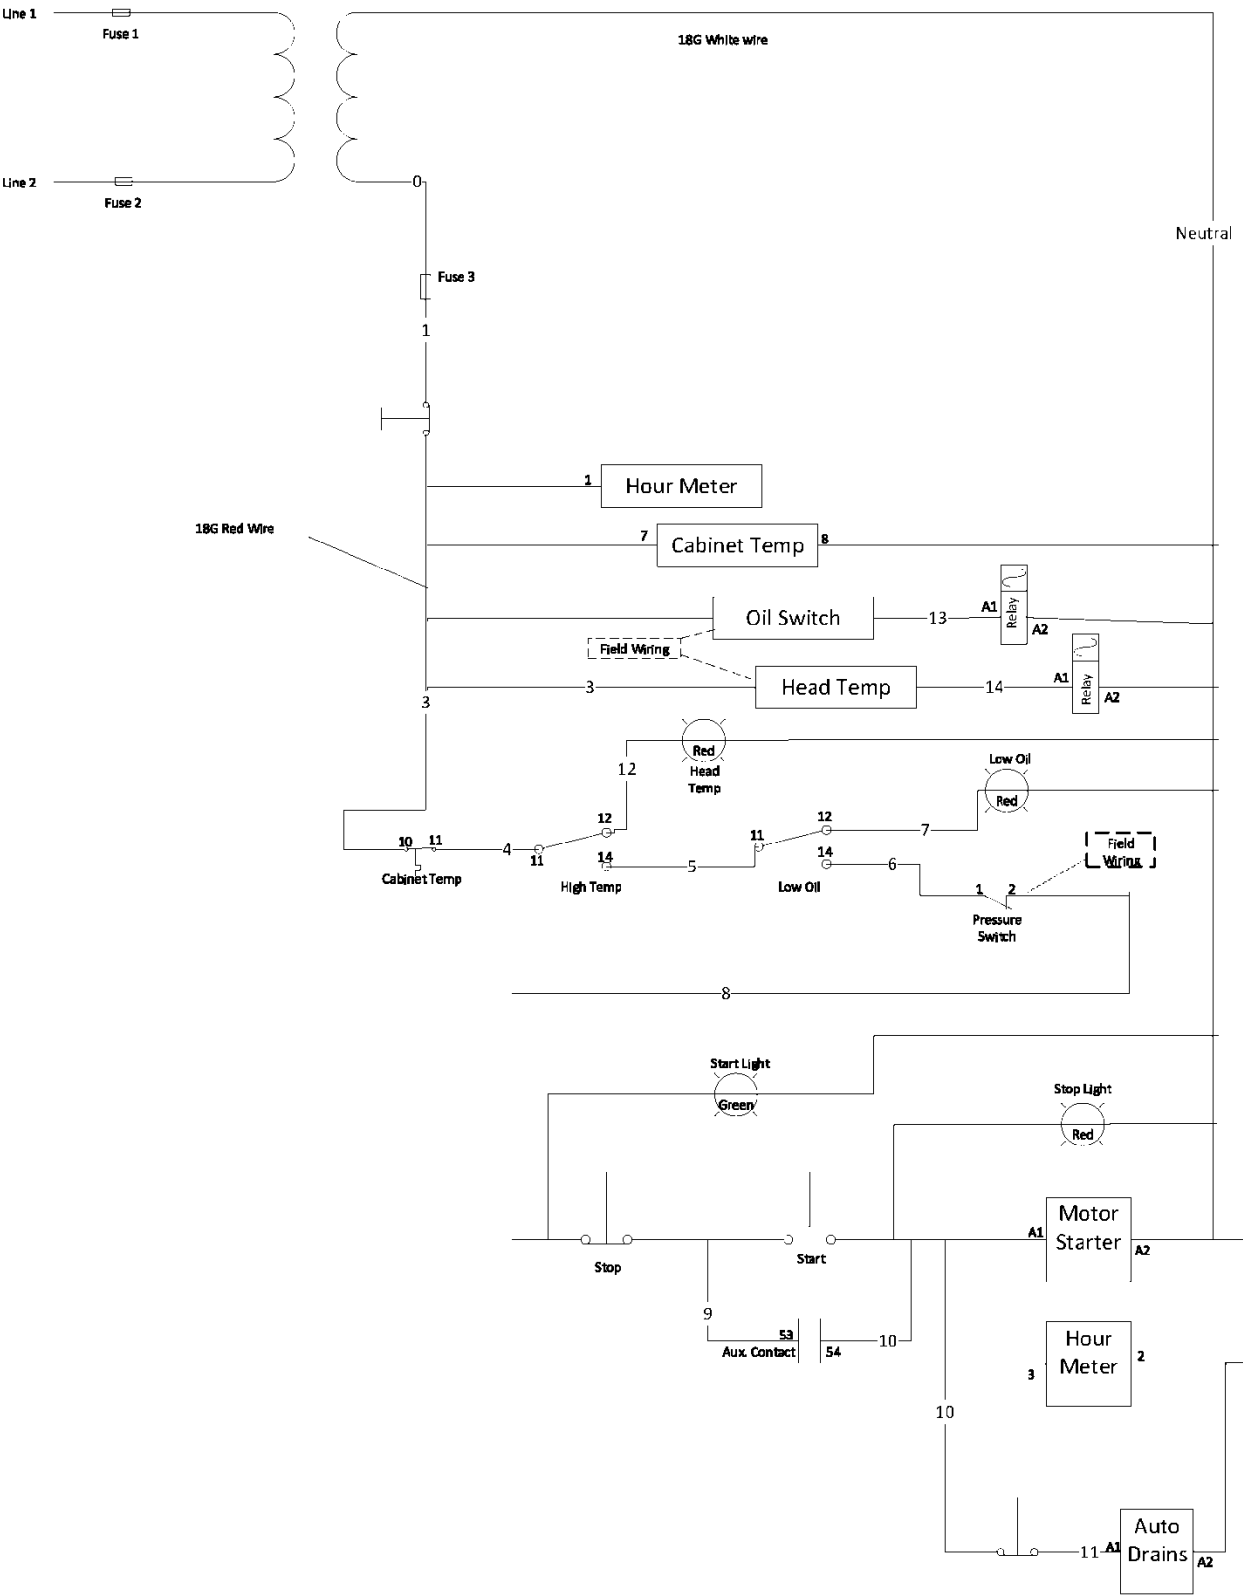 Line 1
Fuse 1
18G White wire
Line 2
Fuse 2
0
Neutral
Fuse 3
1
1
Hour Meter
18G Red Wire
7
Cabinet Temp
8
Oil Switch
13
A1
Relay
A2
Field Wiring
3
Head Temp
14
A1
Relay
A2
3
Red
Head
Temp
12
Low Oil
Red
12
11
14
High Temp
10
11
Cabinet Temp
4
5
11
12
14
Low Oil
7
6
Field
Wiring
1
2
Pressure
Switch
8
Start Light
Green
Stop Light
Red
Stop
Start
A1
Motor
Starter
A2
9
53
Aux. Contact
54
10
Hour
Meter
3
2
10
11
A1
Auto
Drains
A2